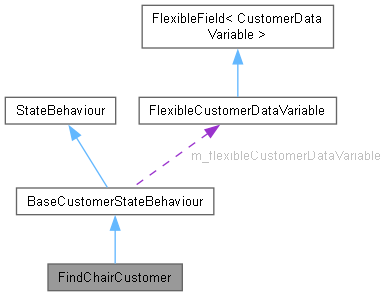 FlexibleField< CustomerData
Variable >
StateBehaviour
FlexibleCustomerDataVariable
m_flexibleCustomerDataVariable
BaseCustomerStateBehaviour
FindChairCustomer